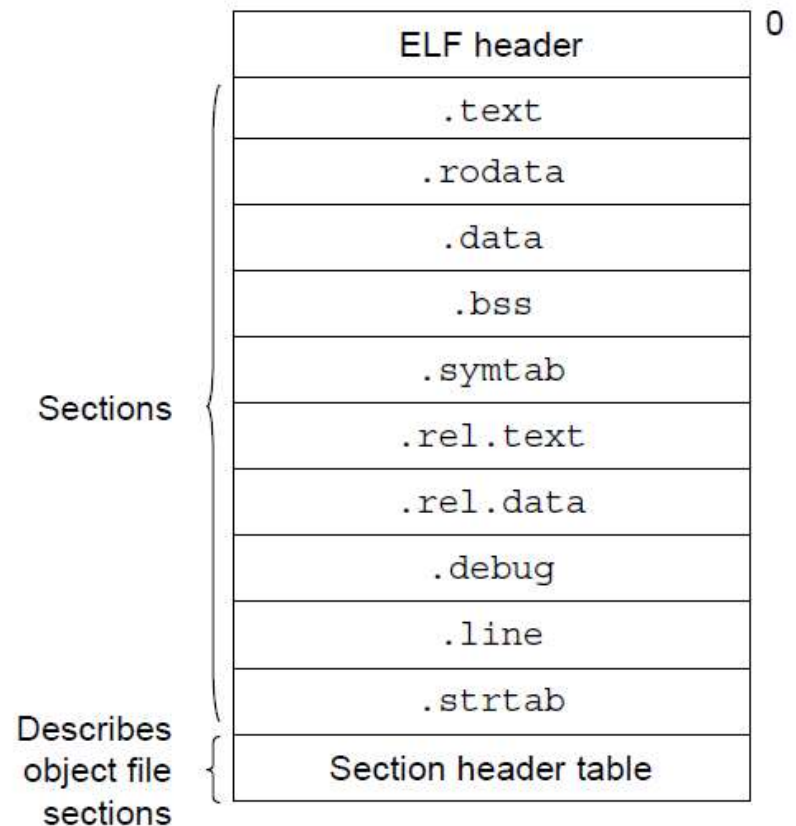 0
ELF header
.text
.rodata
.data
.bss
.symtab
Sections
.rel.text
.rel.data
.debug
.line
.strtab
Describes
object file
sections
Section header table